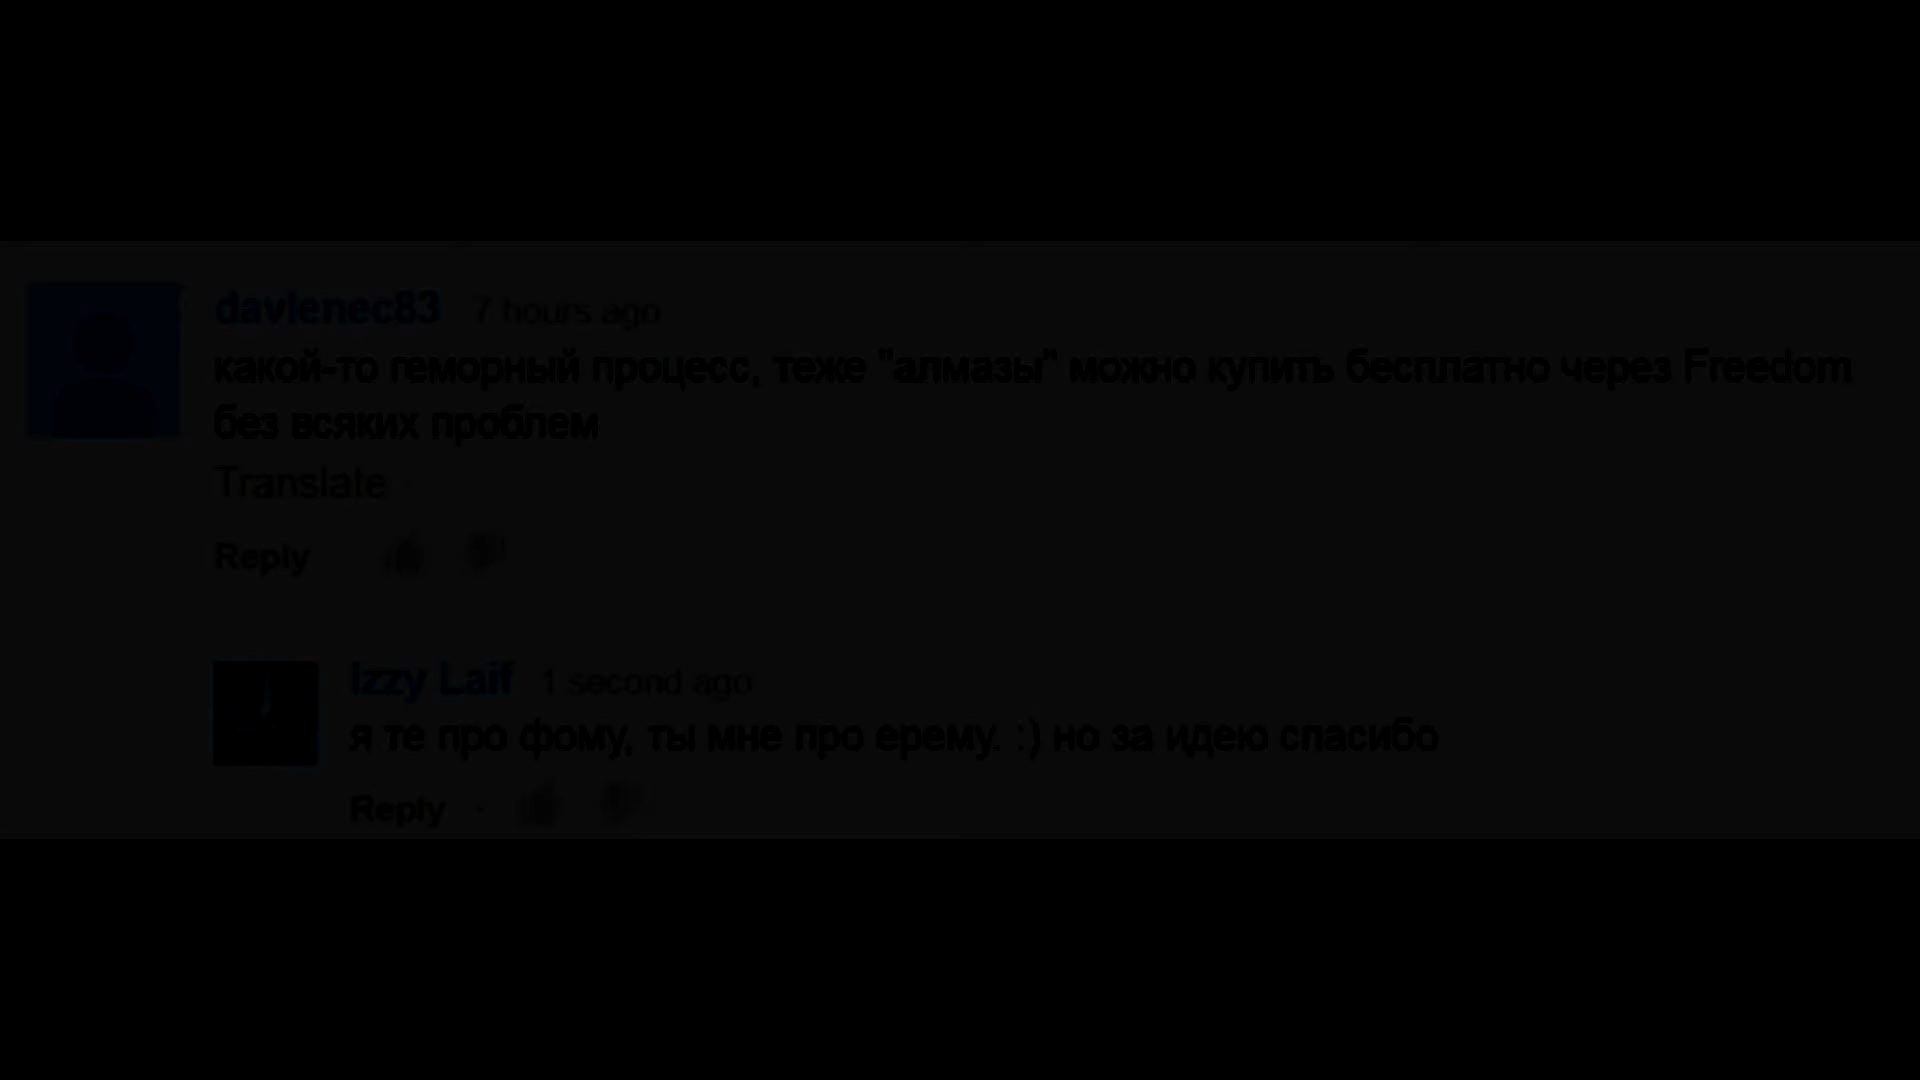 davlenec83 7 hours ago
какой-то геморный процесс, теже "алмазы" можно купить бесплатно через Freedom
без всяких проблем
Translate
Reply
Izzy Laif 1 second ago
я те про фому, ты мне про ерему. :) но за идею спасибо
Reply